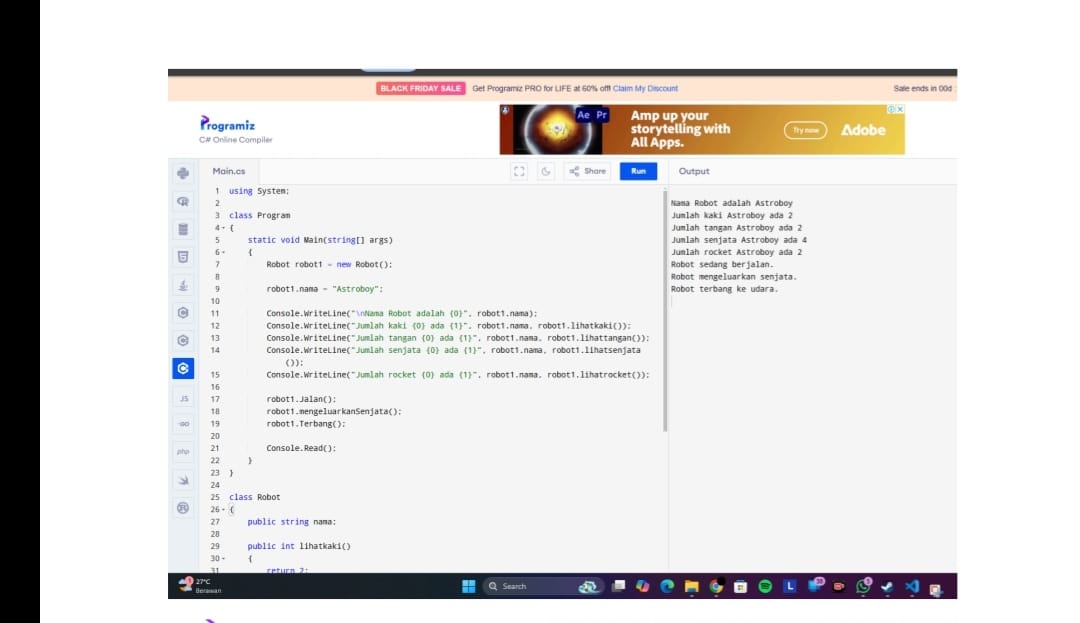 BLACK FRIDAY SALE Get Programiz PRO for LIFE at 60% off! Claim My Discount Sale ends in 00d :
Programiz
C# Online Compiler
Ae Pr
Amp up your
storytelling with
All Apps.
Try now
Adobe
Main.cs
Share
Run
Output
1 using System;
2
3 class Program
4 {
5 static void Main(string[] args)
6 {
7 Robot robot1 = new Robot();
8
9 robot1.nama = "Astroboy";
10
11 Console.WriteLine("\nNama Robot adalah {0}", robot1.nama);
12 Console.WriteLine("Jumlah kaki {0} ada {1}", robot1.nama, robot1.lihatkaki());
13 Console.WriteLine("Jumlah tangan {0} ada {1}", robot1.nama, robot1.lihattangan());
14 Console.WriteLine("Jumlah senjata {0} ada {1}", robot1.nama, robot1.lihatsenjata
());
15 Console.WriteLine("Jumlah rocket {0} ada {1}", robot1.nama, robot1.lihatrocket());
16
17 robot1.Jalan();
18 robot1.mengeluarkanSenjata();
19 robot1.Terbang();
20
21 Console.Read();
22 }
23 }
24
25 class Robot
26 {
27 public string nama;
28
29 public int lihatkaki()
30 {
31 return 2;
Nama Robot adalah Astroboy
Jumlah kaki Astroboy ada 2
Jumlah tangan Astroboy ada 2
Jumlah senjata Astroboy ada 4
Jumlah rocket Astroboy ada 2
Robot sedang berjalan.
Robot mengeluarkan senjata.
Robot terbang ke udara.
JS
GO
php
27°C
Berawan
Search